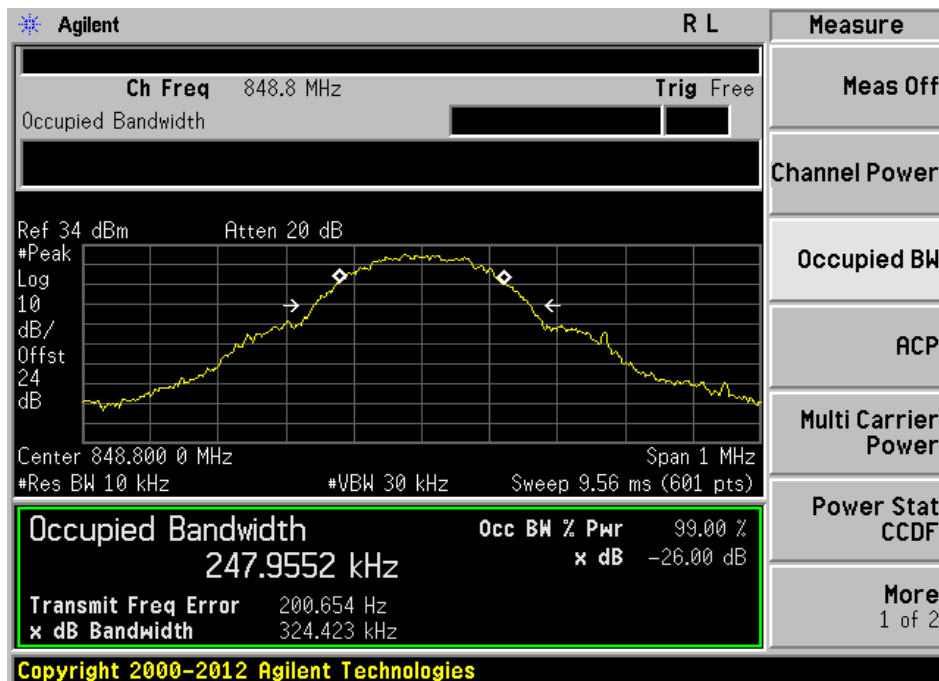 Agilent
R L
Measure
Ch Freq 848.8 MHz
Trig Free
Occupied Bandwidth
Meas Off
Channel Power
Occupied BW
ACP
Multi Carrier
Power
Power Stat
CCDF
More
1 of 2
Ref 34 dBm
Atten 20 dB
#Peak
Log
10
dB/
Offst
24
dB
Center 848.800 0 MHz
Span 1 MHz
#Res BW 10 kHz
#VBW 30 kHz
Sweep 9.56 ms (601 pts)
Occupied Bandwidth
247.9552 kHz
Occ BW % Pwr 99.00 %
x dB -26.00 dB
Transmit Freq Error 200.654 Hz
x dB Bandwidth 324.423 kHz
Copyright 2000-2012 Agilent Technologies